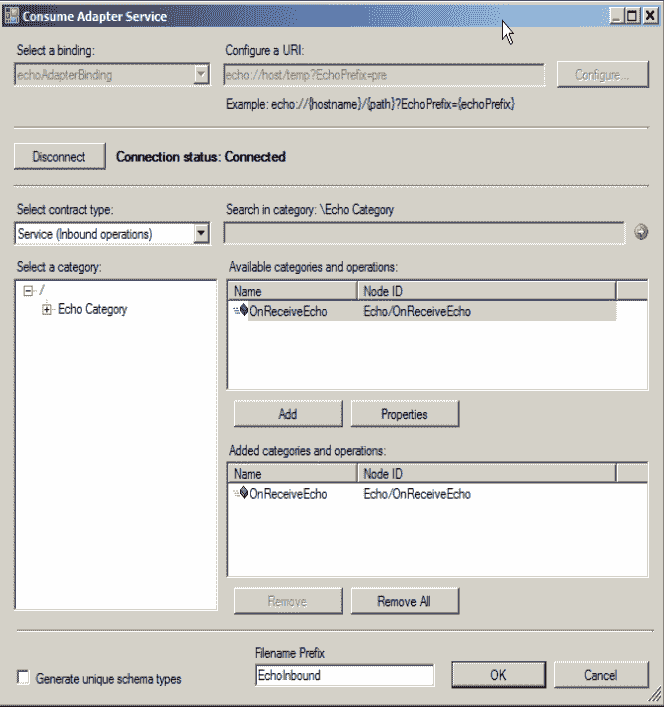 Consume Adapter Service
Select a binding:
Configure a URI:
echoAdapterBinding
echo://host/temp?EchoPrefix=pre
Configure...
Example: echo://{hostname}/{path}?EchoPrefix={echoPrefix}
Disconnect
Connection status: Connected
Select contract type:
Search in category: \Echo Category
Service (Inbound operations)
Select a category:
Available categories and operations:
/
Echo Category
Name Node ID
OnReceiveEcho Echo/OnReceiveEcho
Add
Properties
Added categories and operations:
Name Node ID
OnReceiveEcho Echo/OnReceiveEcho
Remove
Remove All
Generate unique schema types
Filename Prefix
EchoInbound
OK
Cancel